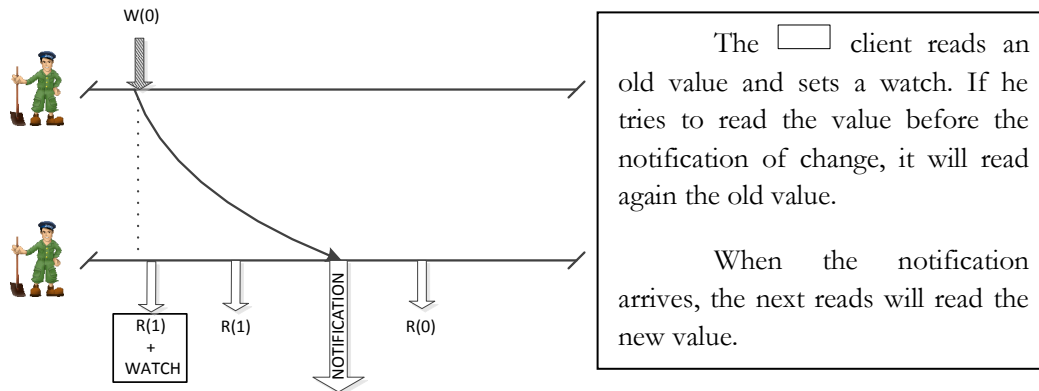 W(0)
R(1)
+
WATCH
R(1)
NOTIFICATION
R(0)
The client reads an
old value and sets a watch. If he
tries to read the value before the
notification of change, it will read
again the old value.
When the notification
arrives, the next reads will read the
new value.